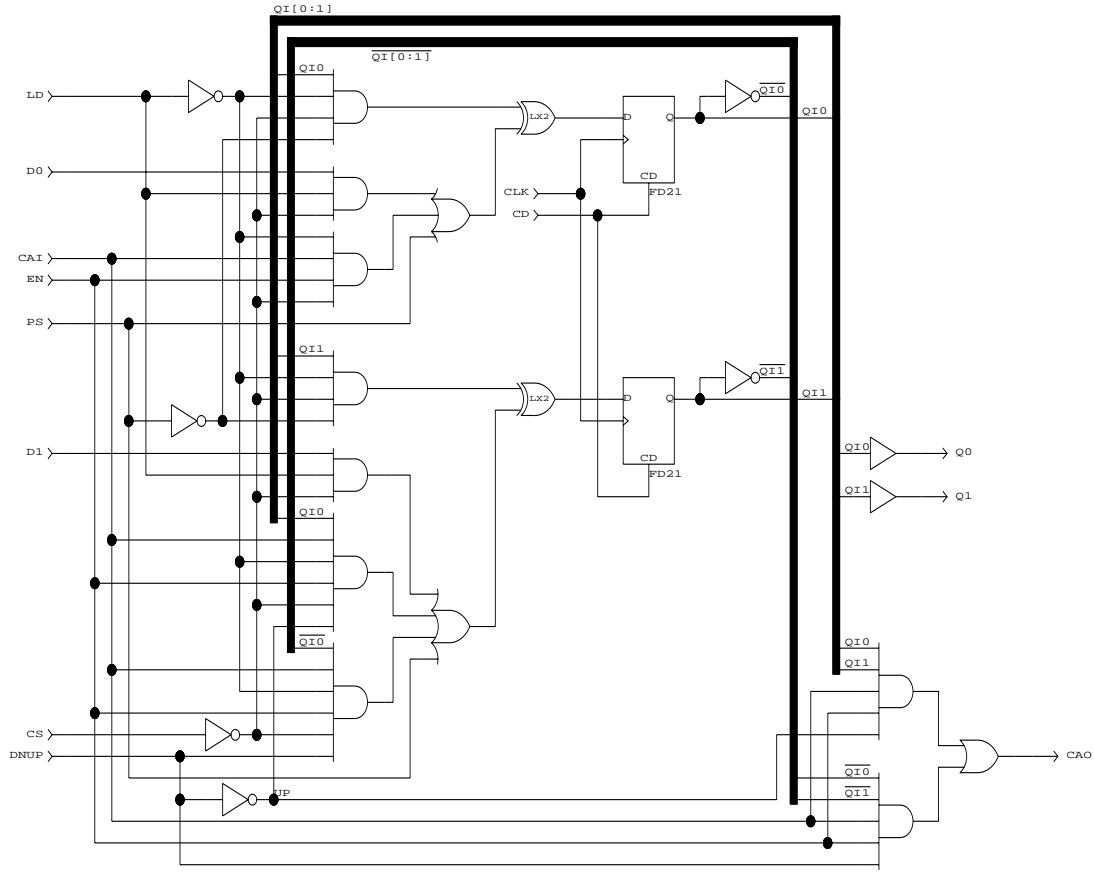 QI[0:1]
QI[0:1]
QI0
LD
QI0
QI0
LX2
D
Q
D0
CD
FD21
CLK
CD
CAI
EN
PS
QI1
QI1
QI1
LX2
D
Q
D1
CD
FD21
QI0
Q0
QI1
Q1
QI0
QI0
QI0
QI1
CS
DNUP
CAO
QI0
UP
QI1